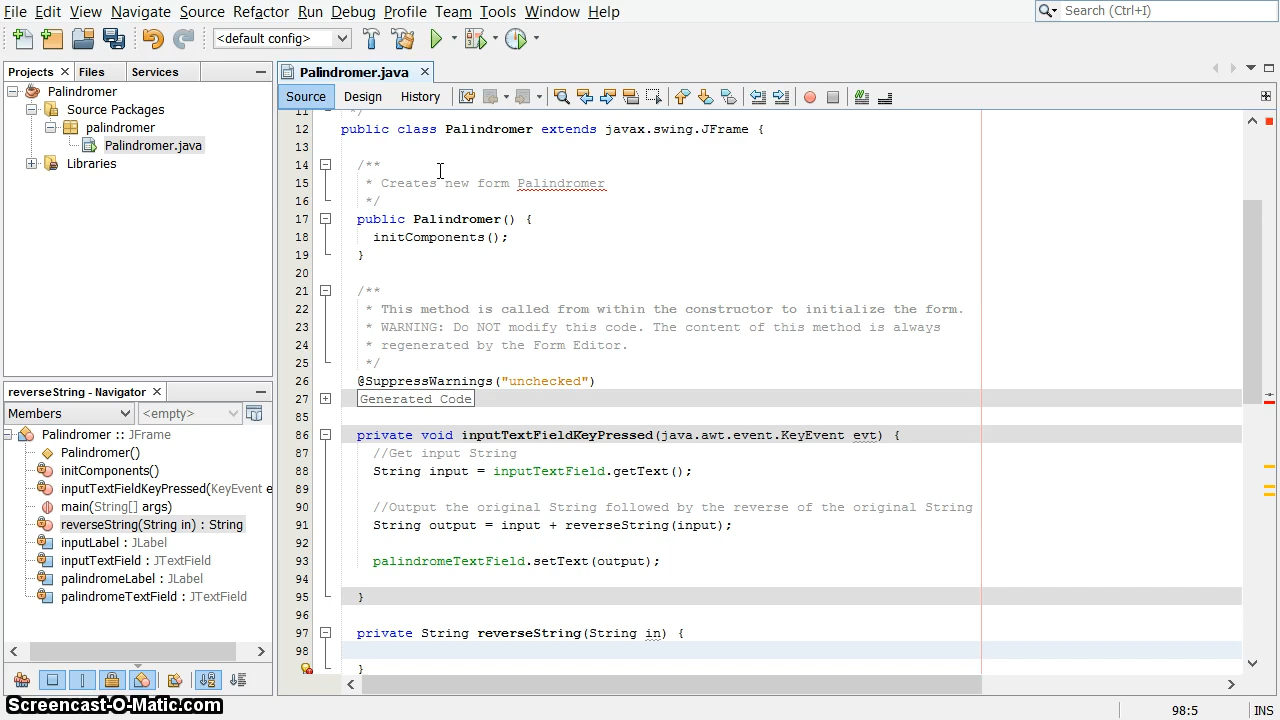 File Edit View Navigate Source Refactor Run Debug Profile Team Tools Window Help
Search (Ctrl+I)
<default config>
Projects Files Services
Palindromer
Source Packages
palindromer
Palindromer.java
Libraries
reverseString - Navigator
Members <empty>
Palindromer :: JFrame
Palindromer()
initComponents()
inputTextFieldKeyPressed(KeyEvent e
main(String[] args)
reverseString(String in) : String
inputLabel : JLabel
inputTextField : JTextField
palindromeLabel : JLabel
palindromeTextField : JTextField
Palindromer.java
Source Design History
11 */
12 public class Palindromer extends javax.swing.JFrame {
13
14 /**
15 * Creates new form Palindromer
16 */
17 public Palindromer() {
18 initComponents();
19 }
20
21 /**
22 * This method is called from within the constructor to initialize the form.
23 * WARNING: Do NOT modify this code. The content of this method is always
24 * regenerated by the Form Editor.
25 */
26 @SuppressWarnings("unchecked")
27 Generated Code
85
86 private void inputTextFieldKeyPressed(java.awt.event.KeyEvent evt) {
87 //Get input String
88 String input = inputTextField.getText();
89
90 //Output the original String followed by the reverse of the original String
91 String output = input + reverseString(input);
92
93 palindromeTextField.setText(output);
94
95 }
96
97 private String reverseString(String in) {
98
}
98:5 INS
Screencast-O-Matic.com